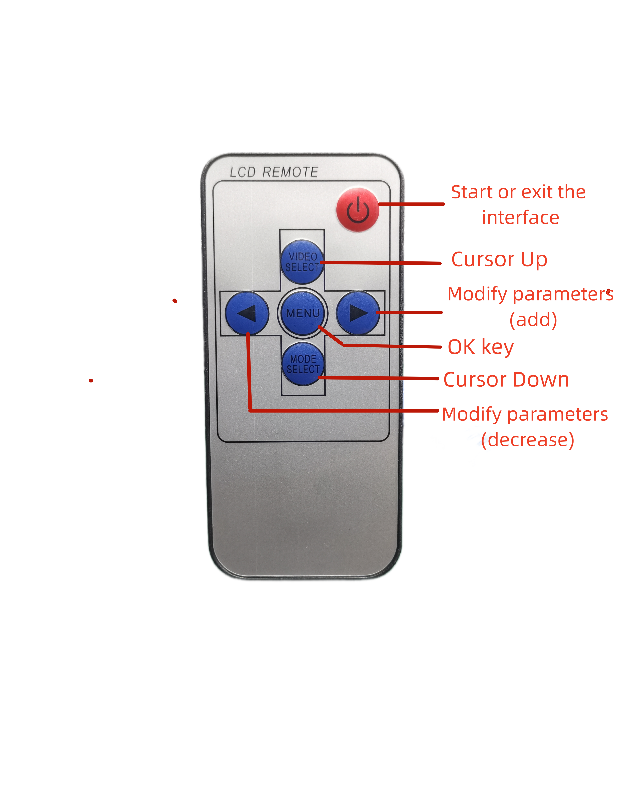 LCD REMOTE
Start or exit the
interface
VIDEO
SELECT
Cursor Up
Modify parameters
(add)
MENU
OK key
MODE
SELECT
Cursor Down
Modify parameters
(decrease)